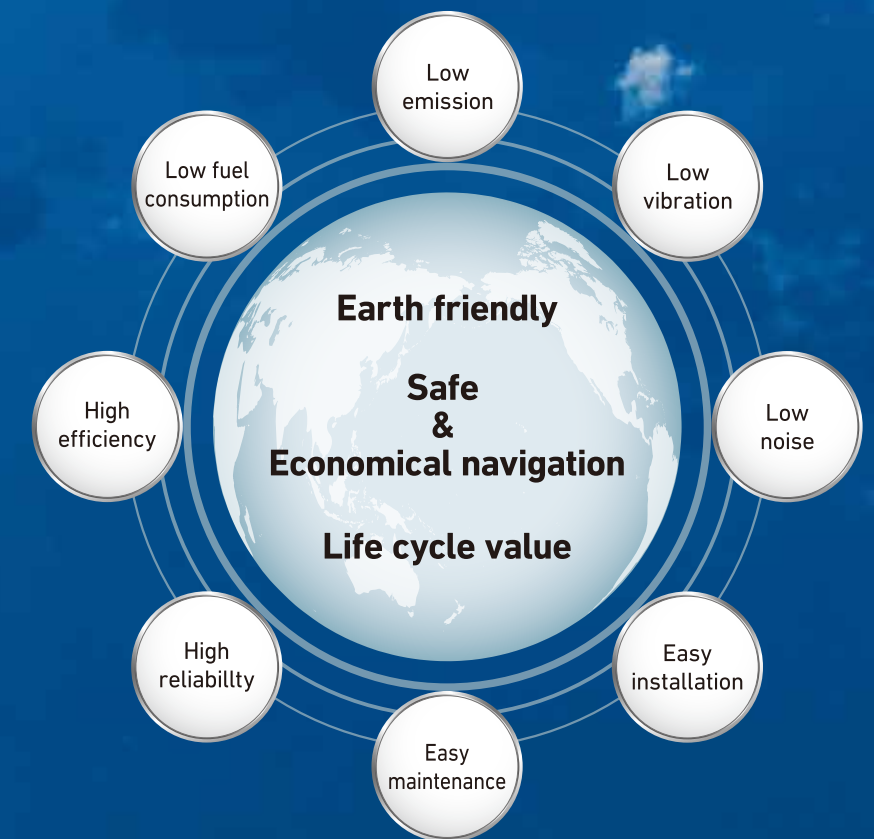 Low
emission
Low
vibration
Low
noise
Easy
installation
Easy
maintenance
High
reliabillty
High
efficiency
Low fuel
consumption
Earth friendly
Safe
&
Economical navigation
Life cycle value